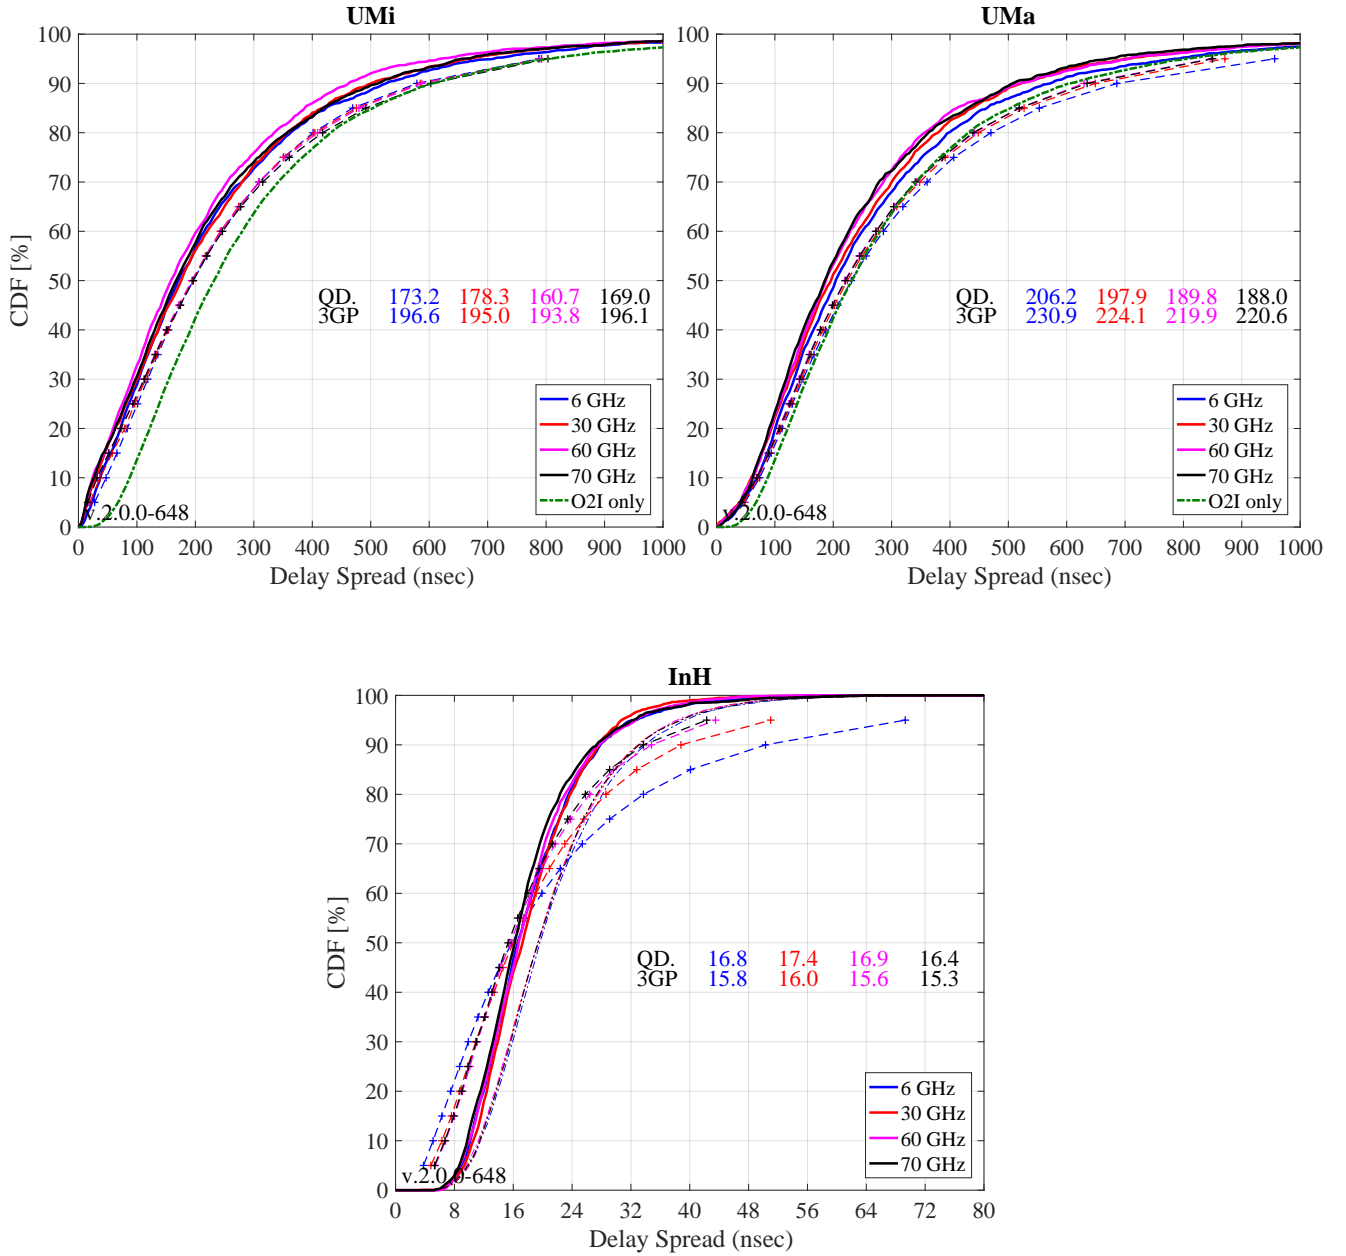 UMi
100
90
80
70
60
50
40
30
20
10
0
CDF [%]
QD. 173.2 178.3 160.7 169.0
3GP 196.6 195.0 193.8 196.1
6 GHz
30 GHz
60 GHz
70 GHz
O2I only
v.2.0.0-648
0 100 200 300 400 500 600 700 800 900 1000
Delay Spread (nsec)
UMa
100
90
80
70
60
50
40
30
20
10
0
QD. 206.2 197.9 189.8 188.0
3GP 230.9 224.1 219.9 220.6
6 GHz
30 GHz
60 GHz
70 GHz
O2I only
v.2.0.0-648
0 100 200 300 400 500 600 700 800 900 1000
Delay Spread (nsec)
InH
100
90
80
70
60
50
40
30
20
10
0
CDF [%]
QD. 16.8 17.4 16.9 16.4
3GP 15.8 16.0 15.6 15.3
6 GHz
30 GHz
60 GHz
70 GHz
v.2.0.0-648
0 8 16 24 32 40 48 56 64 72 80
Delay Spread (nsec)